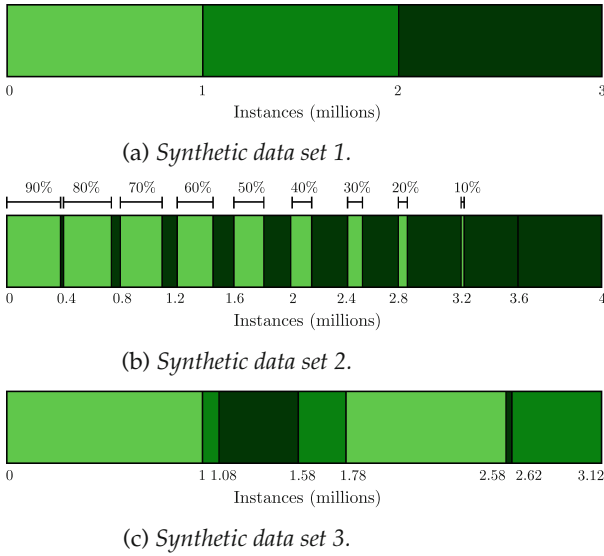 0 1 2 3
Instances (millions)
(a) Synthetic data set 1.
90% 80% 70% 60% 50% 40% 30% 20% 10%
0 0.4 0.8 1.2 1.6 2 2.4 2.8 3.2 3.6 4
Instances (millions)
(b) Synthetic data set 2.
0 1 1.08 1.58 1.78 2.58 2.62 3.12
Instances (millions)
(c) Synthetic data set 3.